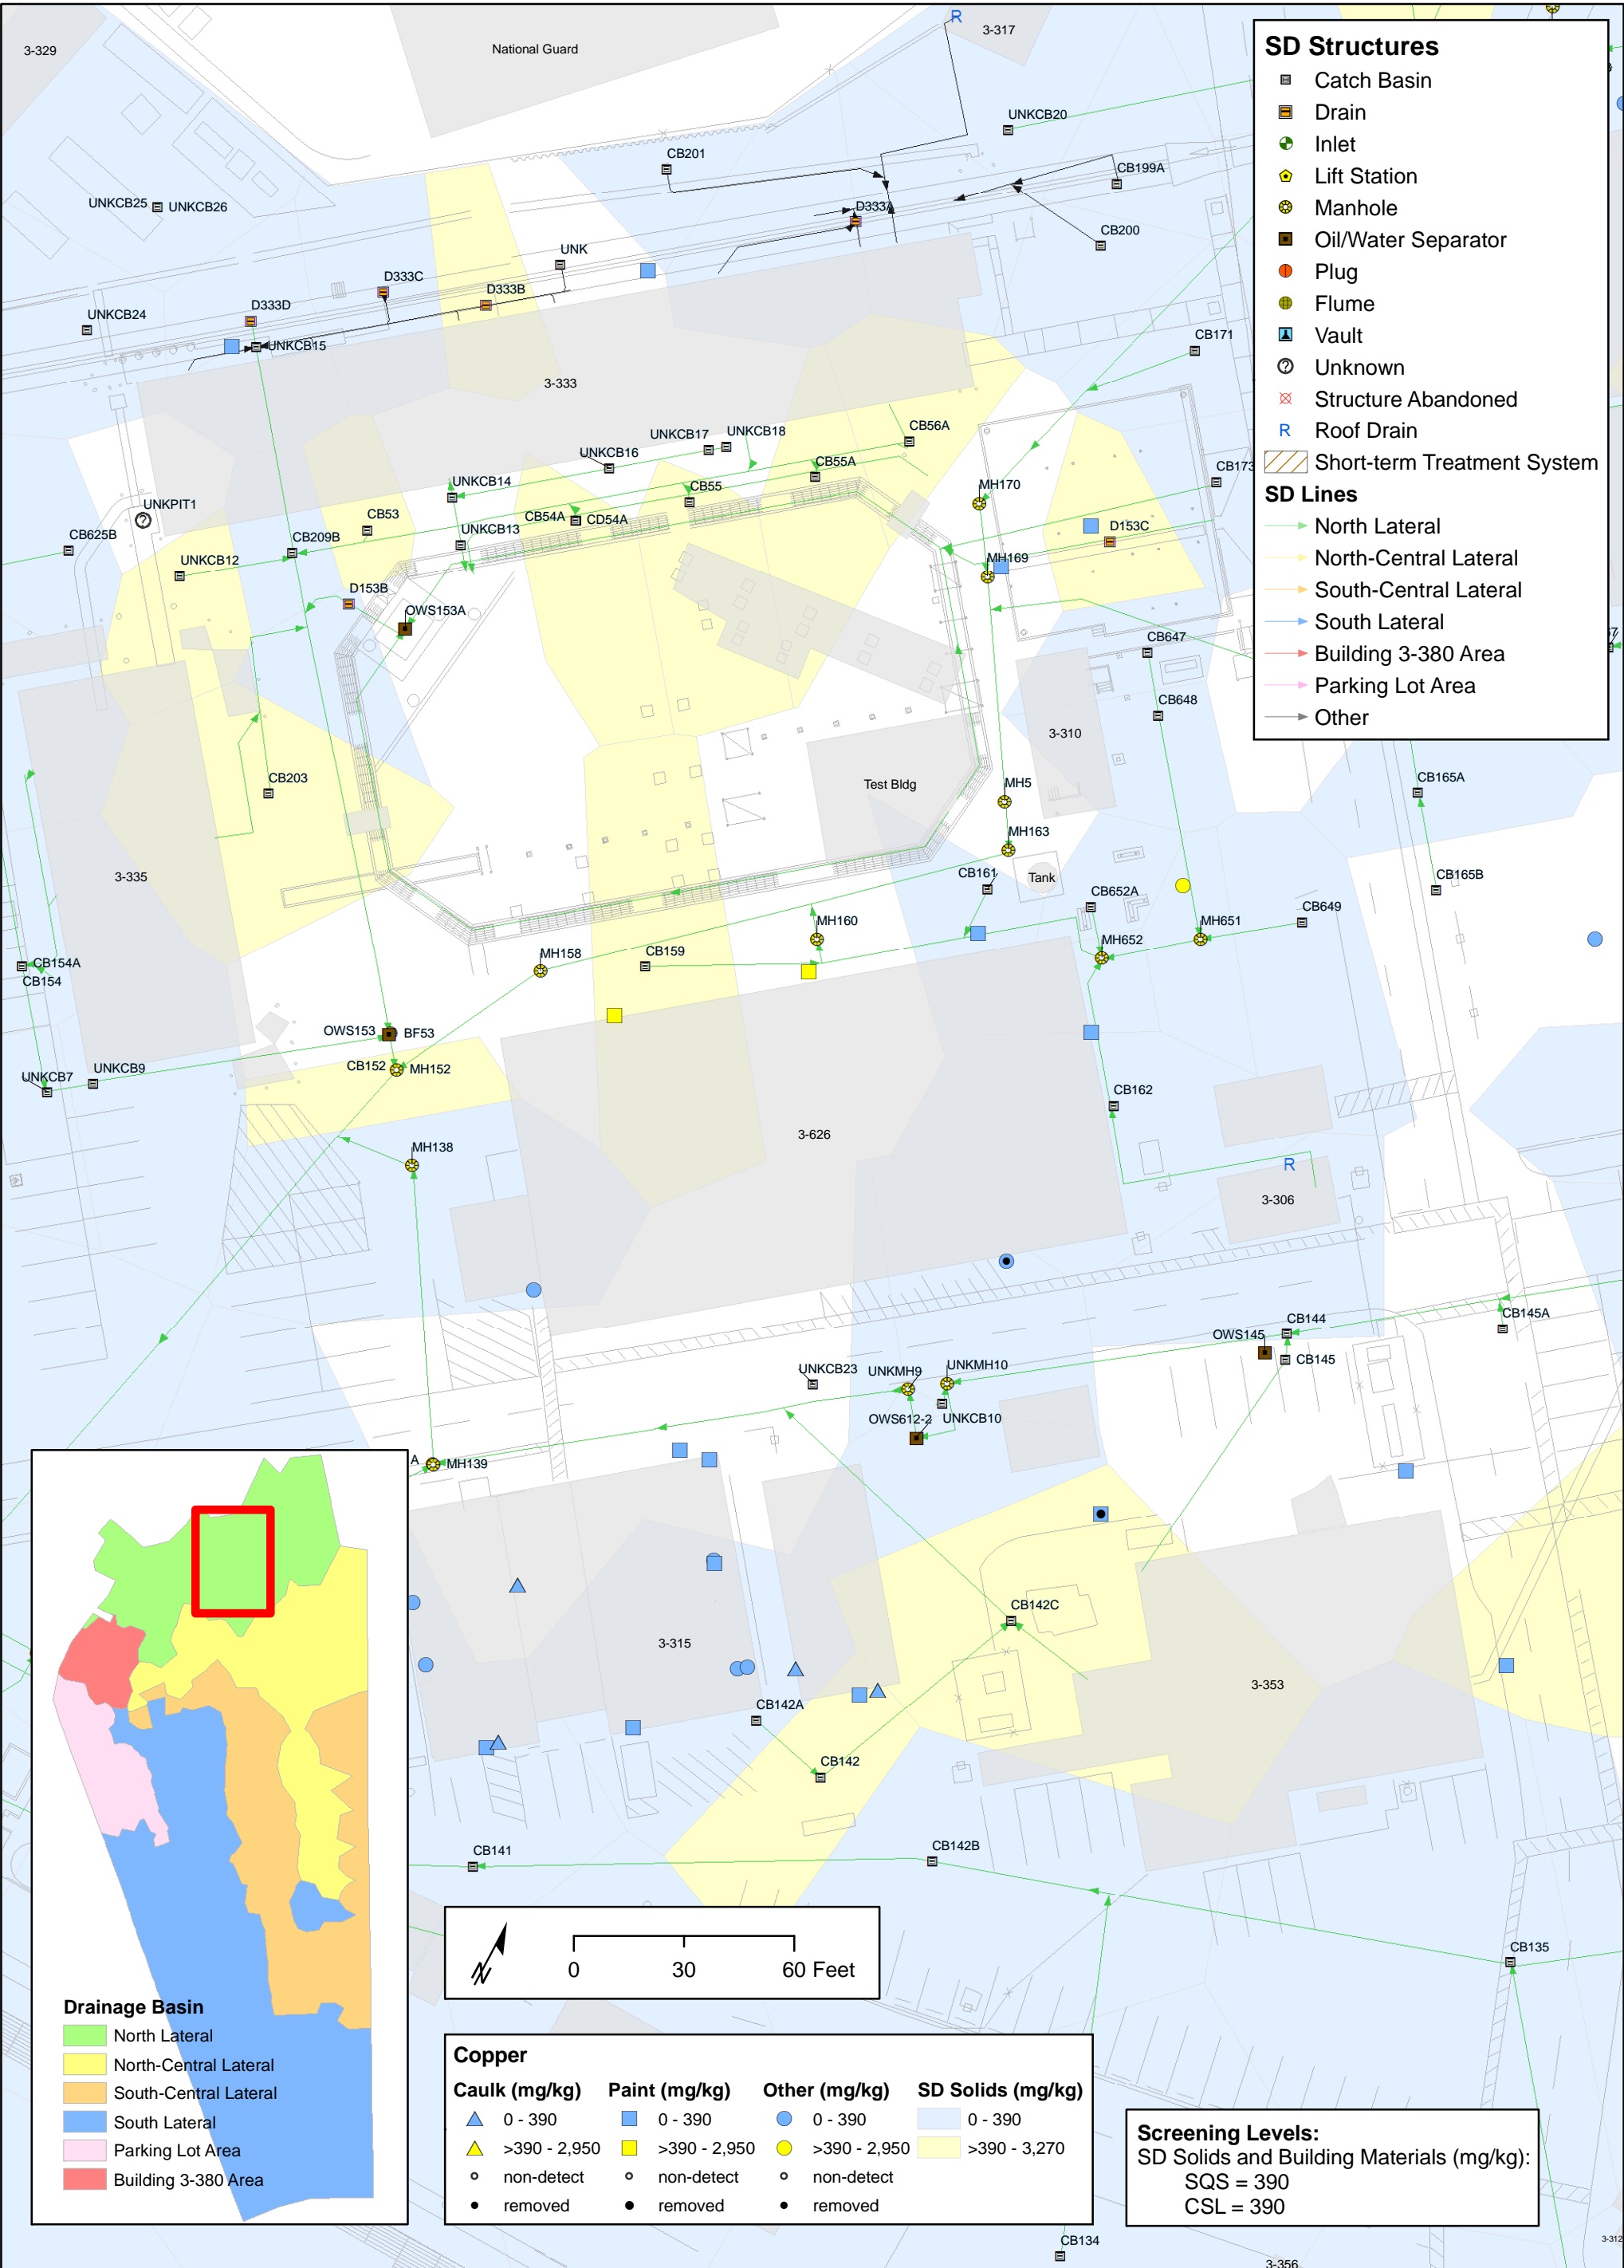 R
3-329
National Guard
3-317
UNKCB20
CB201
CB199A
UNKCB25
UNKCB26
D333A
CB200
UNK
D333C
D333B
D333D
UNKCB24
UNKCB15
CB171
3-333
CB56A
UNKCB17
UNKCB18
UNKCB16
CB55A
CB173
UNKCB14
CB55
MH170
UNKPIT1
CB53
CB54A
CD54A
UNKCB13
D153C
CB625B
CB209B
UNKCB12
MH169
D153B
OWS153A
CB647
CB648
3-310
CB203
Test Bldg
MH5
CB165A
MH163
3-335
CB161
Tank
CB165B
CB652A
MH160
MH651
CB649
CB154A
CB154
MH158
CB159
MH652
OWS153
BF53
CB152
MH152
UNKCB7
UNKCB9
CB162
3-626
MH138
R
3-306
CB145A
CB144
OWS145
CB145
UNKCB23
UNKMH9
UNKMH10
OWS612-2
UNKCB10
A
MH139
CB142C
3-315
3-353
CB142A
CB142
CB141
CB142B
CB135
CB134
3-356
3-312
SD Structures
Catch Basin
Drain
Inlet
Lift Station
Manhole
Oil/Water Separator
Plug
Flume
Vault
Unknown
Structure Abandoned
R Roof Drain
Short-term Treatment System
SD Lines
North Lateral
North-Central Lateral
South-Central Lateral
South Lateral
Building 3-380 Area
Parking Lot Area
Other
Drainage Basin
North Lateral
North-Central Lateral
South-Central Lateral
South Lateral
Parking Lot Area
Building 3-380 Area
N
0 30 60 Feet
Copper
Caulk (mg/kg) Paint (mg/kg) Other (mg/kg) SD Solids (mg/kg)
0 - 390 0 - 390 0 - 390 0 - 390
>390 - 2,950 >390 - 2,950 >390 - 2,950 >390 - 3,270
non-detect non-detect non-detect
removed removed removed
Screening Levels:
SD Solids and Building Materials (mg/kg):
SQS = 390
CSL = 390